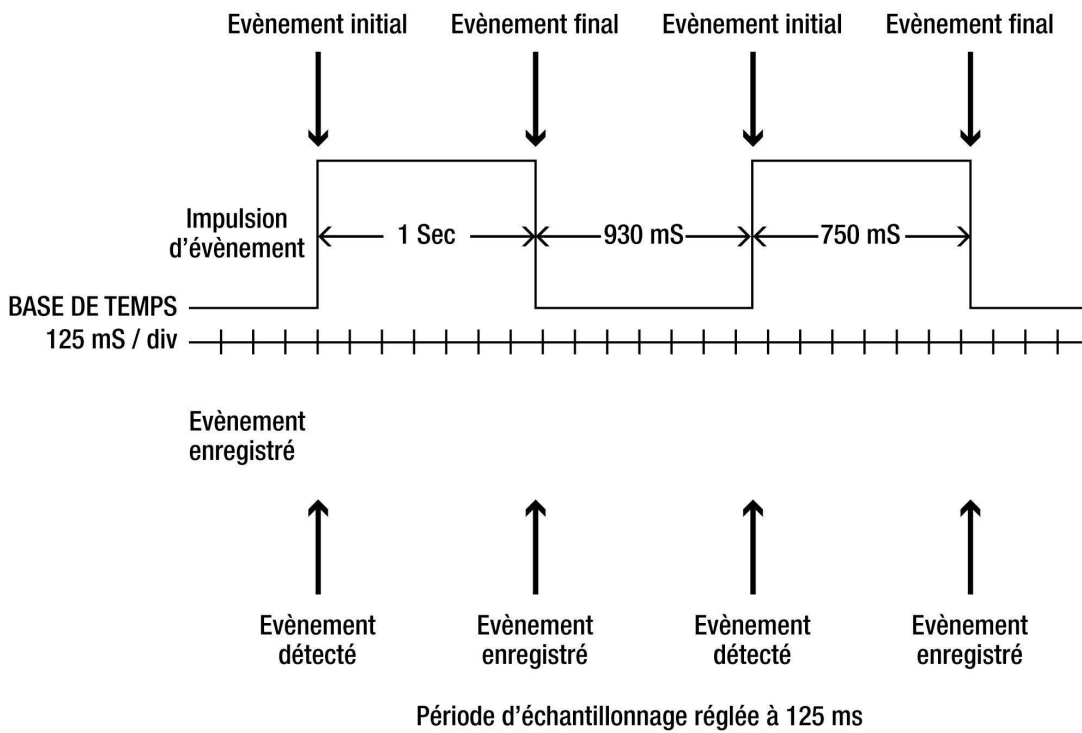 Evènement initial Evènement final Evènement initial Evènement final
Impulsion
d'évènement
1 Sec 930 mS 750 mS
BASE DE TEMPS
125 mS / div
Evènement
enregistré
Evènement Evènement Evènement Evènement
détecté enregistré détecté enregistré
Période d'échantillonnage réglée à 125 ms